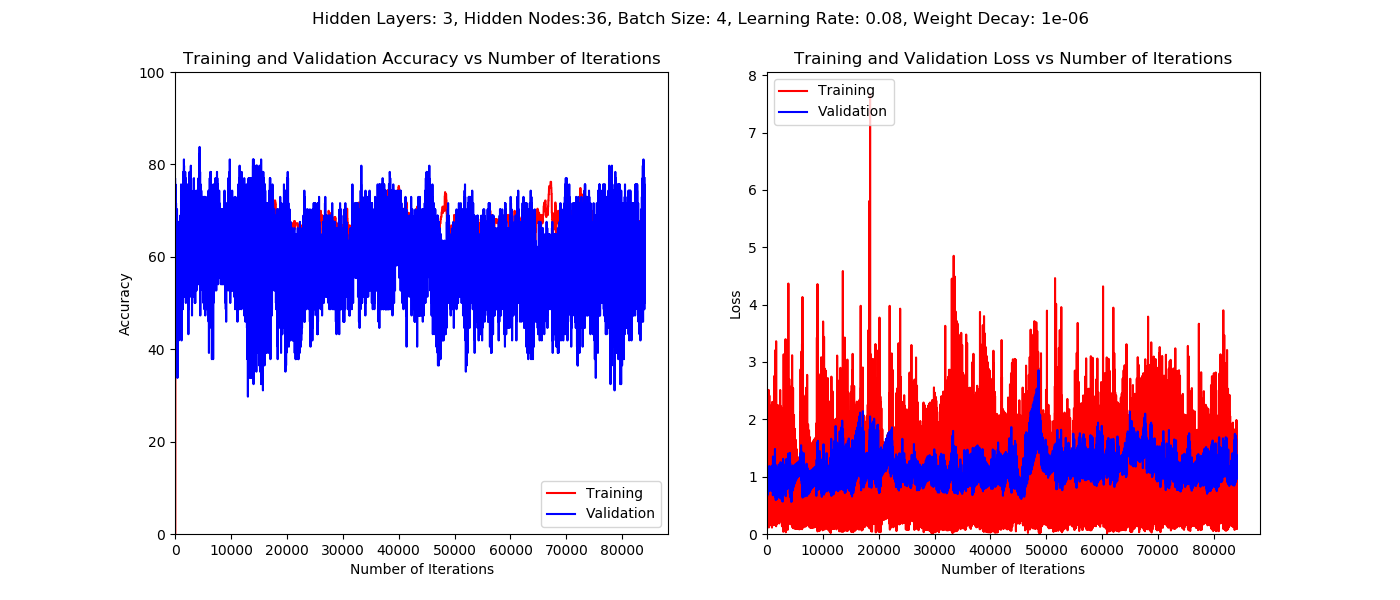 Hidden Layers: 3, Hidden Nodes:36, Batch Size: 4, Learning Rate: 0.08, Weight Decay: 1e-06
Training and Validation Accuracy vs Number of Iterations
100
80
60
40
20
0
Accuracy
0 10000 20000 30000 40000 50000 60000 70000 80000
Number of Iterations
Training
Validation
Training and Validation Loss vs Number of Iterations
Training
Validation
8
7
6
5
4
3
2
1
0
Loss
0 10000 20000 30000 40000 50000 60000 70000 80000
Number of Iterations